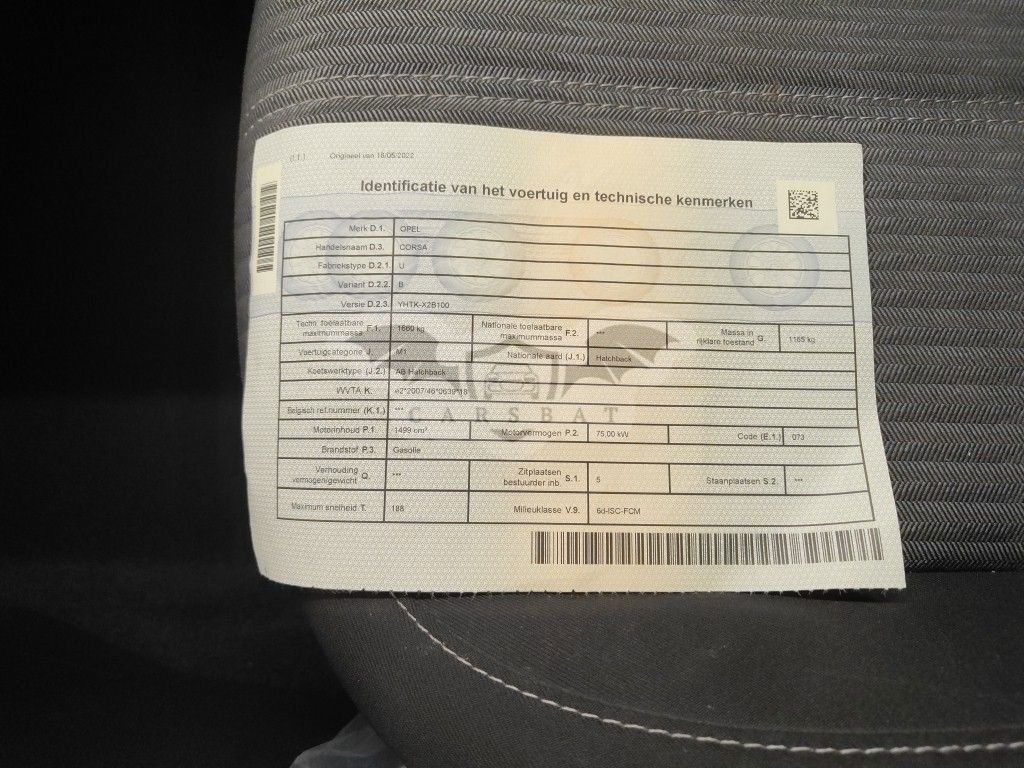 (I.1.) Origineel van 18/05/2022
Identificatie van het voertuig en technische kenmerken
Merk D.1. OPEL
Handelsnaam D.3. CORSA
Fabriekstype D.2.1. U
Variant D.2.2. B
Versie D.2.3. YHTK-X2B100
Techn. toelaatbare maximummassa F.1. 1660 kg Nationale toelaatbare maximummassa F.2. *** Massa in rijklare toestand G. 1165 kg
Voertuigcategorie J. M1 Nationale aard (J.1.) Hatchback
Koetswerktype (J.2.) AB Hatchback
WVTA K. e2*2007/46*0639*18
Belgisch ref.nummer (K.1.) ***
CARSBAT
Motorinhoud P.1. 1499 cm³ Motorvermogen P.2. 75.00 kW Code (E.1.) 073
Brandstof P.3. Gasolie
Verhouding vermogen/gewicht Q. *** Zitplaatsen bestuurder inb. S.1. 5 Staanplaatsen S.2. ***
Maximum snelheid T. 188 Milieuklasse V.9. 6d-ISC-FCM